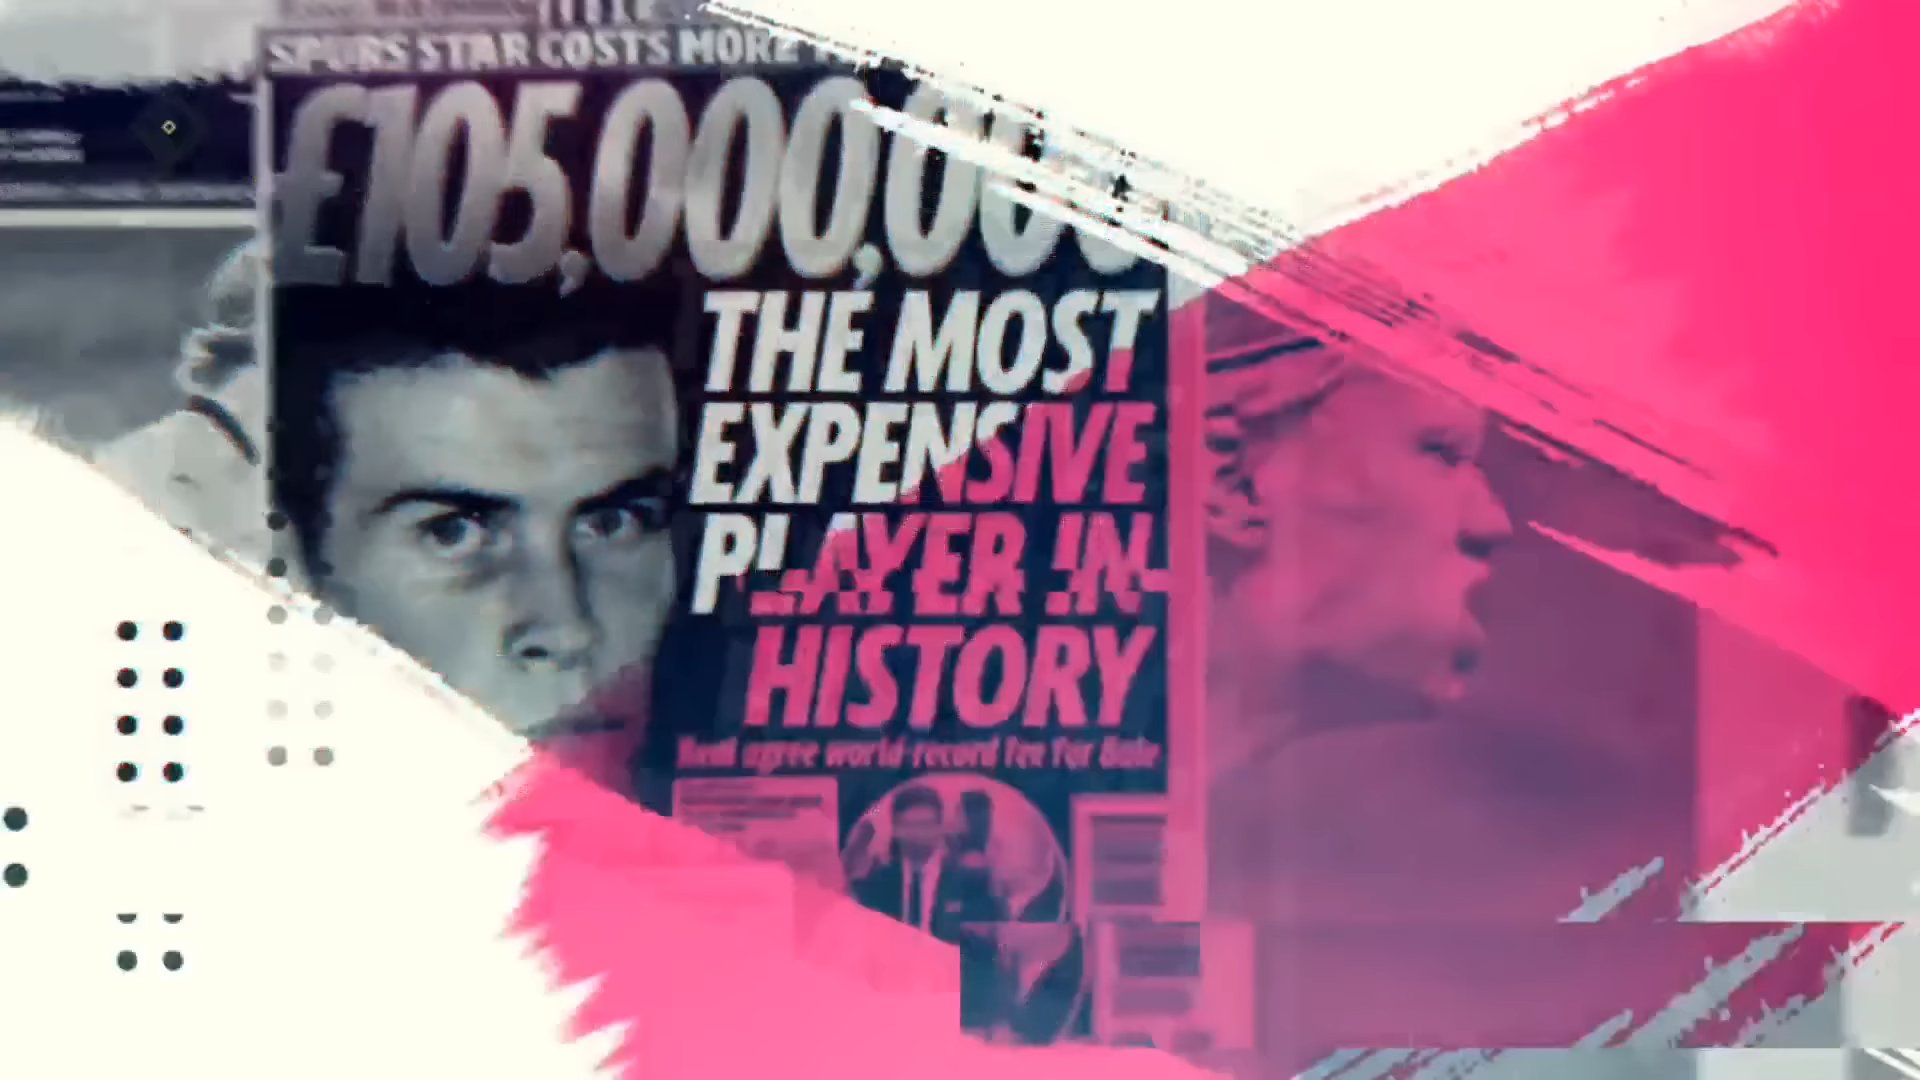 SPURS STAR COSTS MORE
£105,000,000
THE MOST
EXPENSIVE
PLAYER IN
HISTORY
Real agree world-record fee for Bale